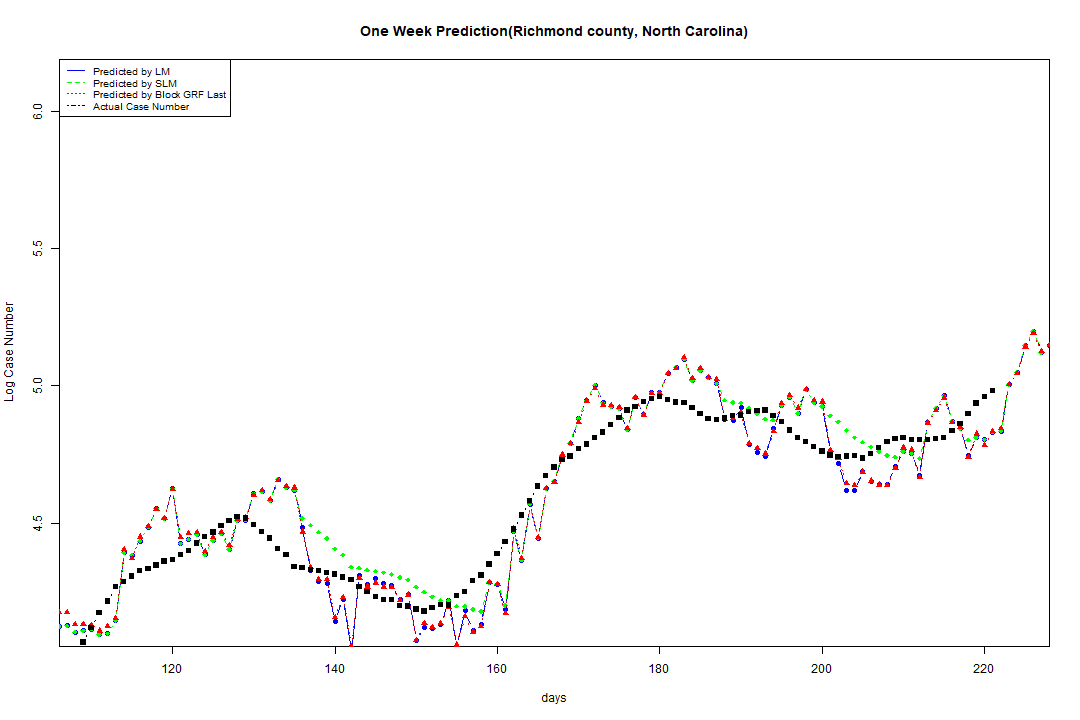 One Week Prediction(Richmond county, North Carolina)
Predicted by LM
Predicted by SLM
Predicted by Block GRF Last
Actual Case Number
6.0
5.5
5.0
4.5
Log Case Number
120 140 160 180 200 220
days